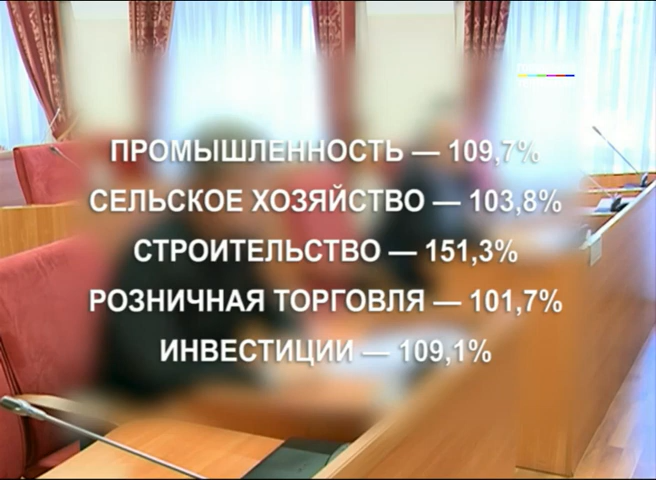 ПРОМЫШЛЕННОСТЬ — 109,7%
СЕЛЬСКОЕ ХОЗЯЙСТВО — 103,8%
СТРОИТЕЛЬСТВО — 151,3%
РОЗНИЧНАЯ ТОРГОВЛЯ — 101,7%
ИНВЕСТИЦИИ — 109,1%